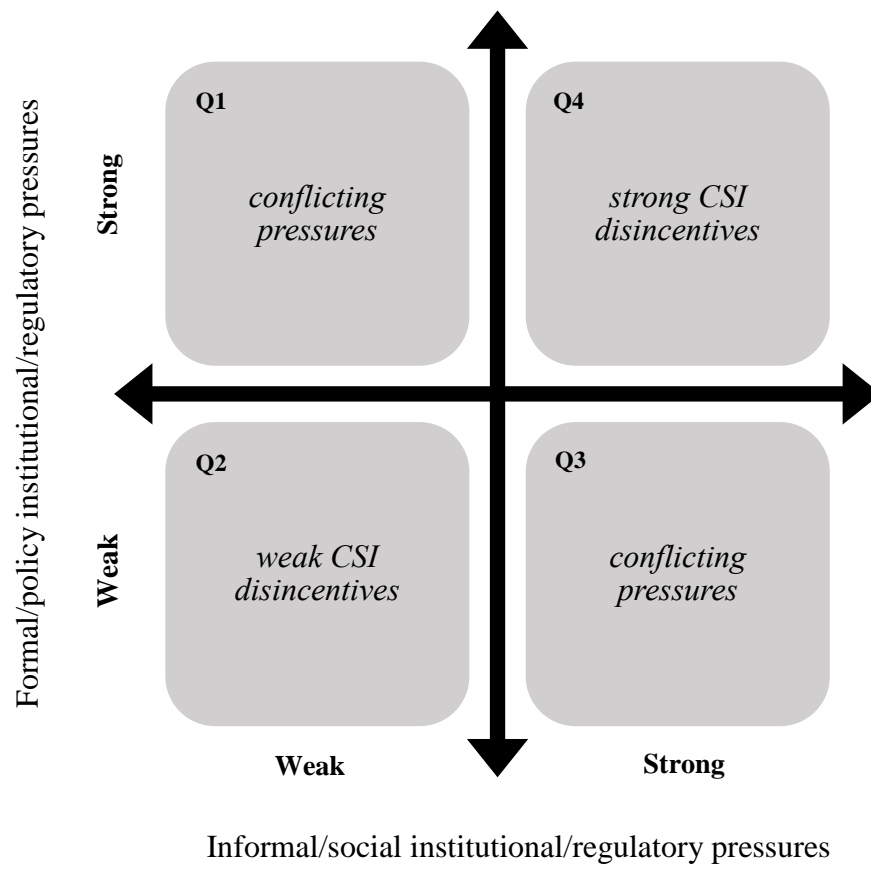 Formal/policy institutional/regulatory pressures
Strong
Weak
Q1
conflicting
pressures
Q4
strong CSI
disincentives
Q2
weak CSI
disincentives
Q3
conflicting
pressures
Weak
Strong
Informal/social institutional/regulatory pressures